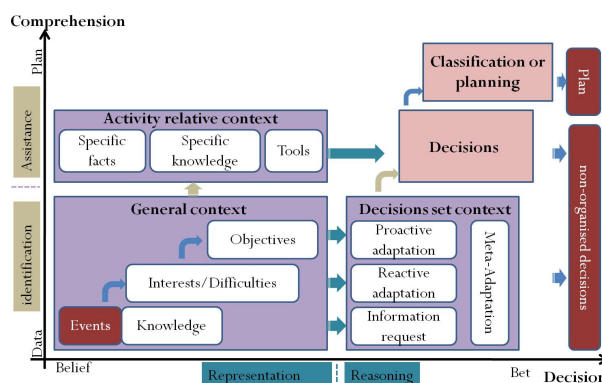 Comprehension
Plan
Assistance
identification
Data
Classification or
planning
Plan
Activity relative context
Specific
facts
Specific
knowledge
Tools
Decisions
non-organised decisions
General context
Objectives
Interests/Difficulties
Events
Knowledge
Decisions set context
Proactive
adaptation
Reactive
adaptation
Information
request
Meta-Adaptation
Belief
Bet
Decision
Representation
Reasoning